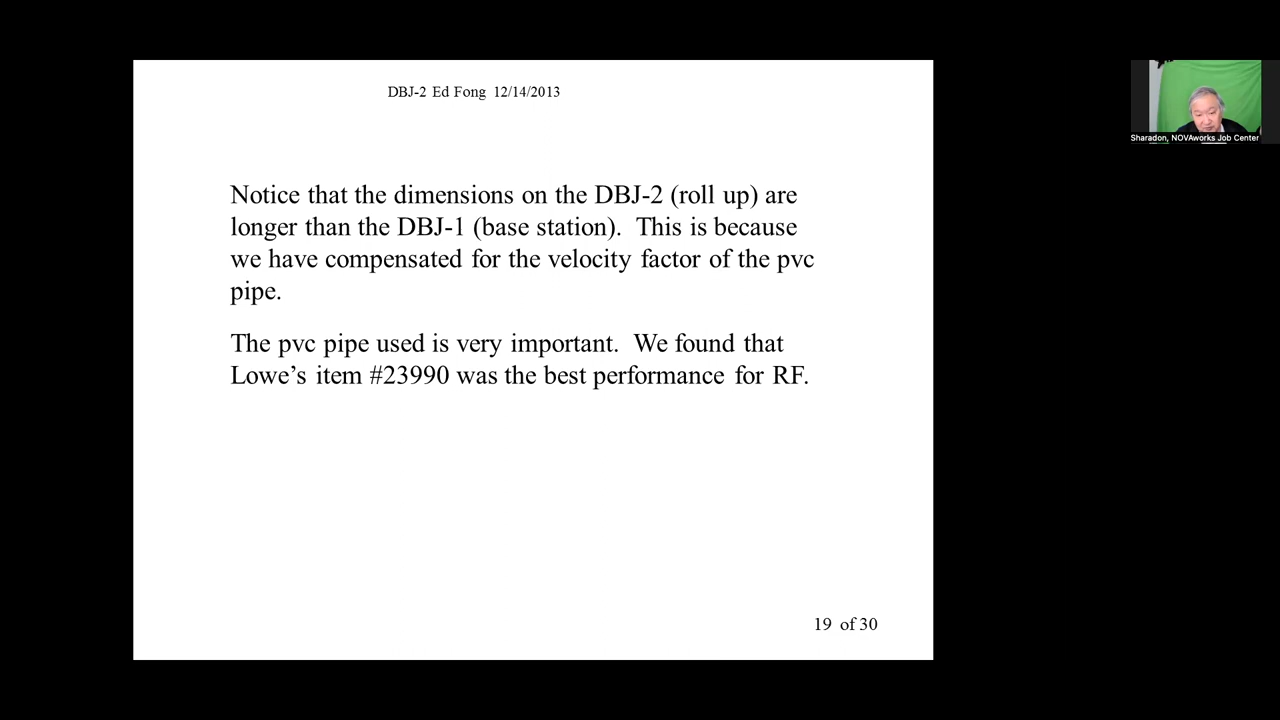 DBJ-2 Ed Fong 12/14/2013
Notice that the dimensions on the DBJ-2 (roll up) are
longer than the DBJ-1 (base station). This is because
we have compensated for the velocity factor of the pvc
pipe.
The pvc pipe used is very important. We found that
Lowe’s item #23990 was the best performance for RF.
19 of 30
Sharadon, NOVAworks Job Center